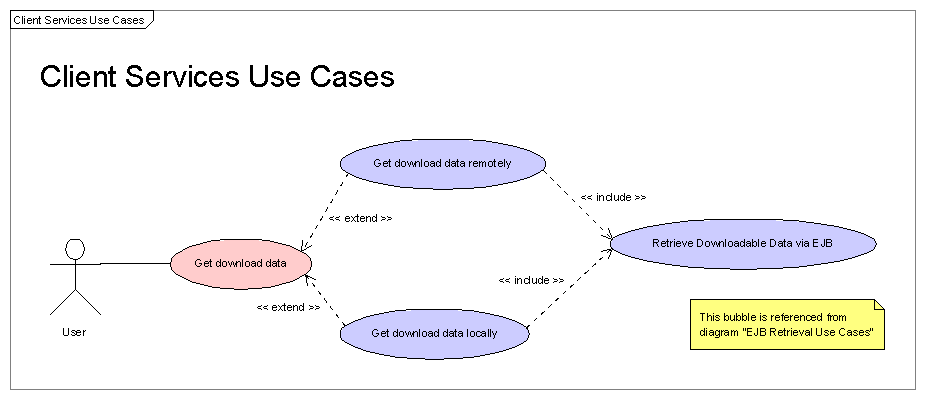 Client Services Use Cases
Client Services Use Cases
Get download data remotely
<< include >>
<< extend >>
Retrieve Downloadable Data via EJB
Get download data
<< include >>
<< extend >>
This bubble is referenced from
diagram "EJB Retrieval Use Cases"
User
Get download data locally